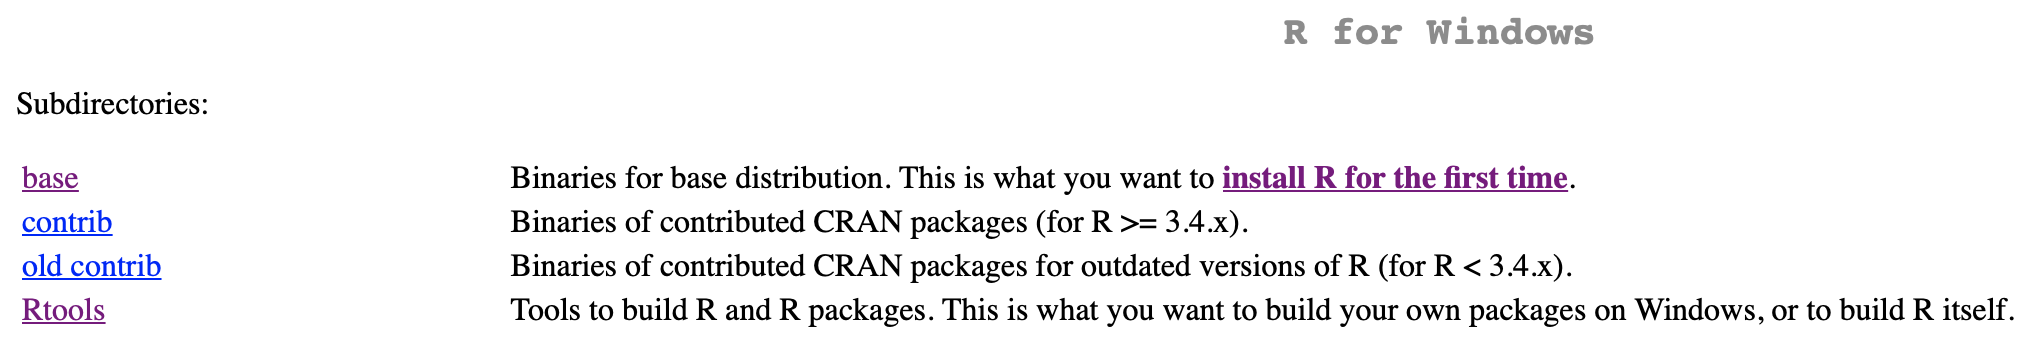 R for Windows
Subdirectories:
base Binaries for base distribution. This is what you want to install R for the first time.
contrib Binaries of contributed CRAN packages (for R >= 3.4.x).
old contrib Binaries of contributed CRAN packages for outdated versions of R (for R < 3.4.x).
Rtools Tools to build R and R packages. This is what you want to build your own packages on Windows, or to build R itself.